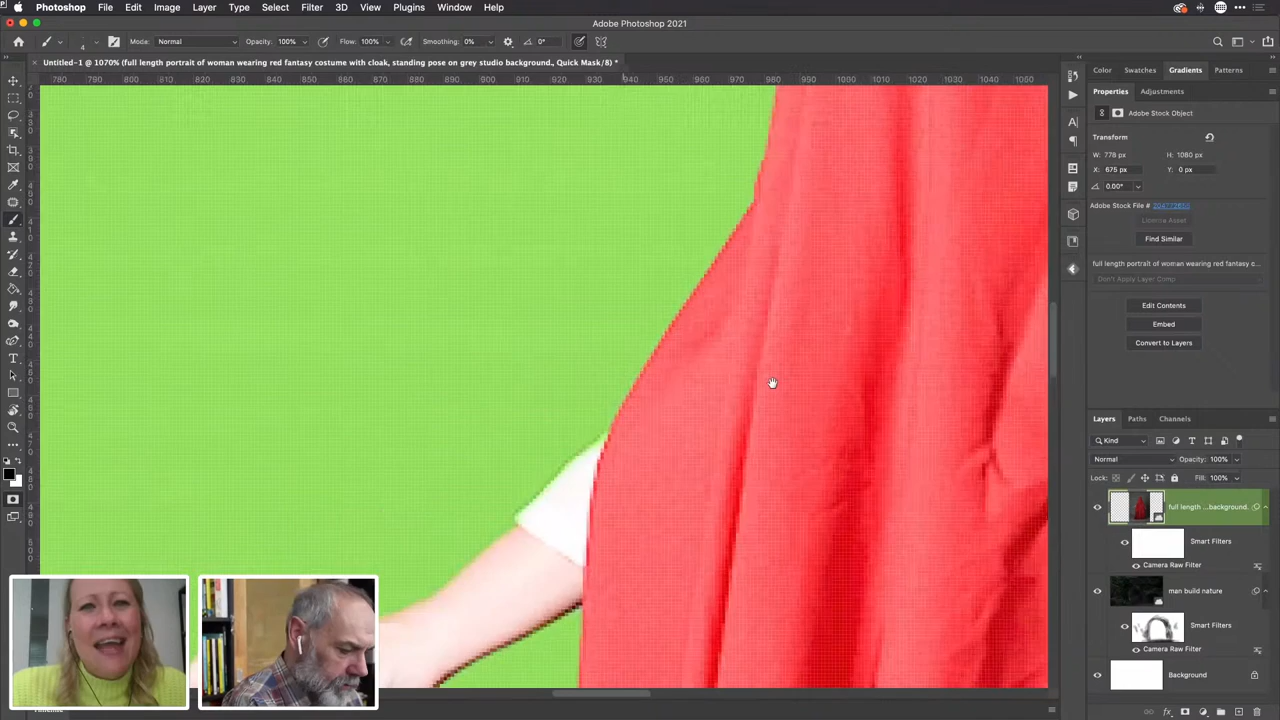 Photoshop File Edit Image Layer Type Select Filter 3D View Plugins Window Help
Adobe Photoshop 2021
4 Mode: Normal Opacity: 100% Flow: 100% Smoothing: 0% 0°
Untitled-1 @ 1070% (full length portrait of woman wearing red fantasy costume with cloak, standing pose on grey studio background., Quick Mask/8) *
780 790 800 810 820 830 840 850 860 870 880 890 900 910 920 930 940 950 960 970 980 990 1000 1010 1020 1030 1040 1050
Color Swatches Gradients Patterns
Properties Adjustments
Adobe Stock Object
Transform
W: 778 px H: 1080 px
X: 675 px Y: 0 px
0.00°
Adobe Stock File #
License Asset
Find Similar
full length portrait of woman wearing red fantasy c...
Don't Apply Layer Comp
Edit Contents
Embed
Convert to Layers
Layers Paths Channels
Kind
Normal Opacity: 100%
Lock: Fill: 100%
full length ...background.
Smart Filters
Camera Raw Filter
man build nature
Smart Filters
Camera Raw Filter
Background